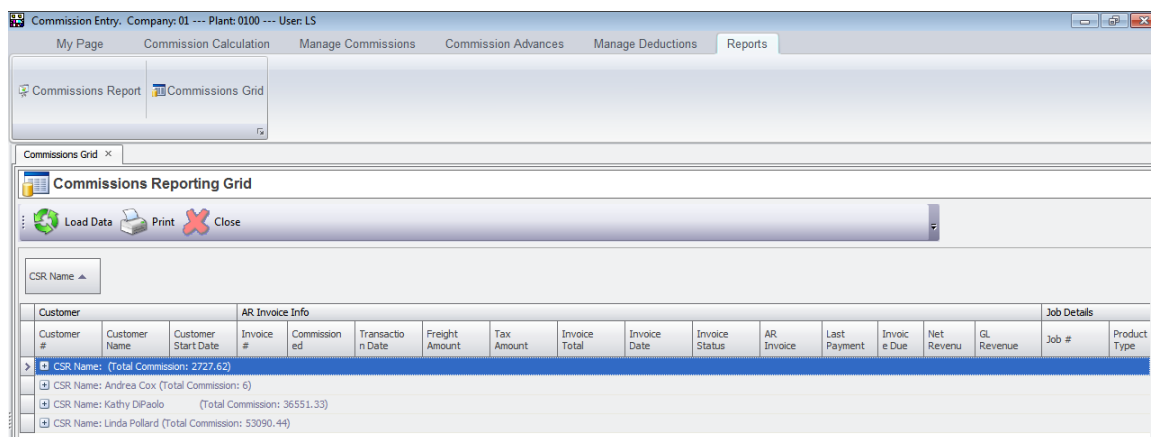 Commission Entry. Company: 01 --- Plant: 0100 --- User: LS
My Page Commission Calculation Manage Commissions Commission Advances Manage Deductions Reports
Commissions Report Commissions Grid
Commissions Grid ×
Commissions Reporting Grid
Load Data Print Close
CSR Name
Customer AR Invoice Info Job Details
Customer # Customer Name Customer Start Date Invoice # Commission ed Transactio n Date Freight Amount Tax Amount Invoice Total Invoice Date Invoice Status AR Invoice Last Payment Invoic e Due Net Revenu GL Revenue Job # Product Type
CSR Name: (Total Commission: 2727.62)
CSR Name: Andrea Cox (Total Commission: 6)
CSR Name: Kathy DiPaolo (Total Commission: 36551.33)
CSR Name: Linda Pollard (Total Commission: 53090.44)